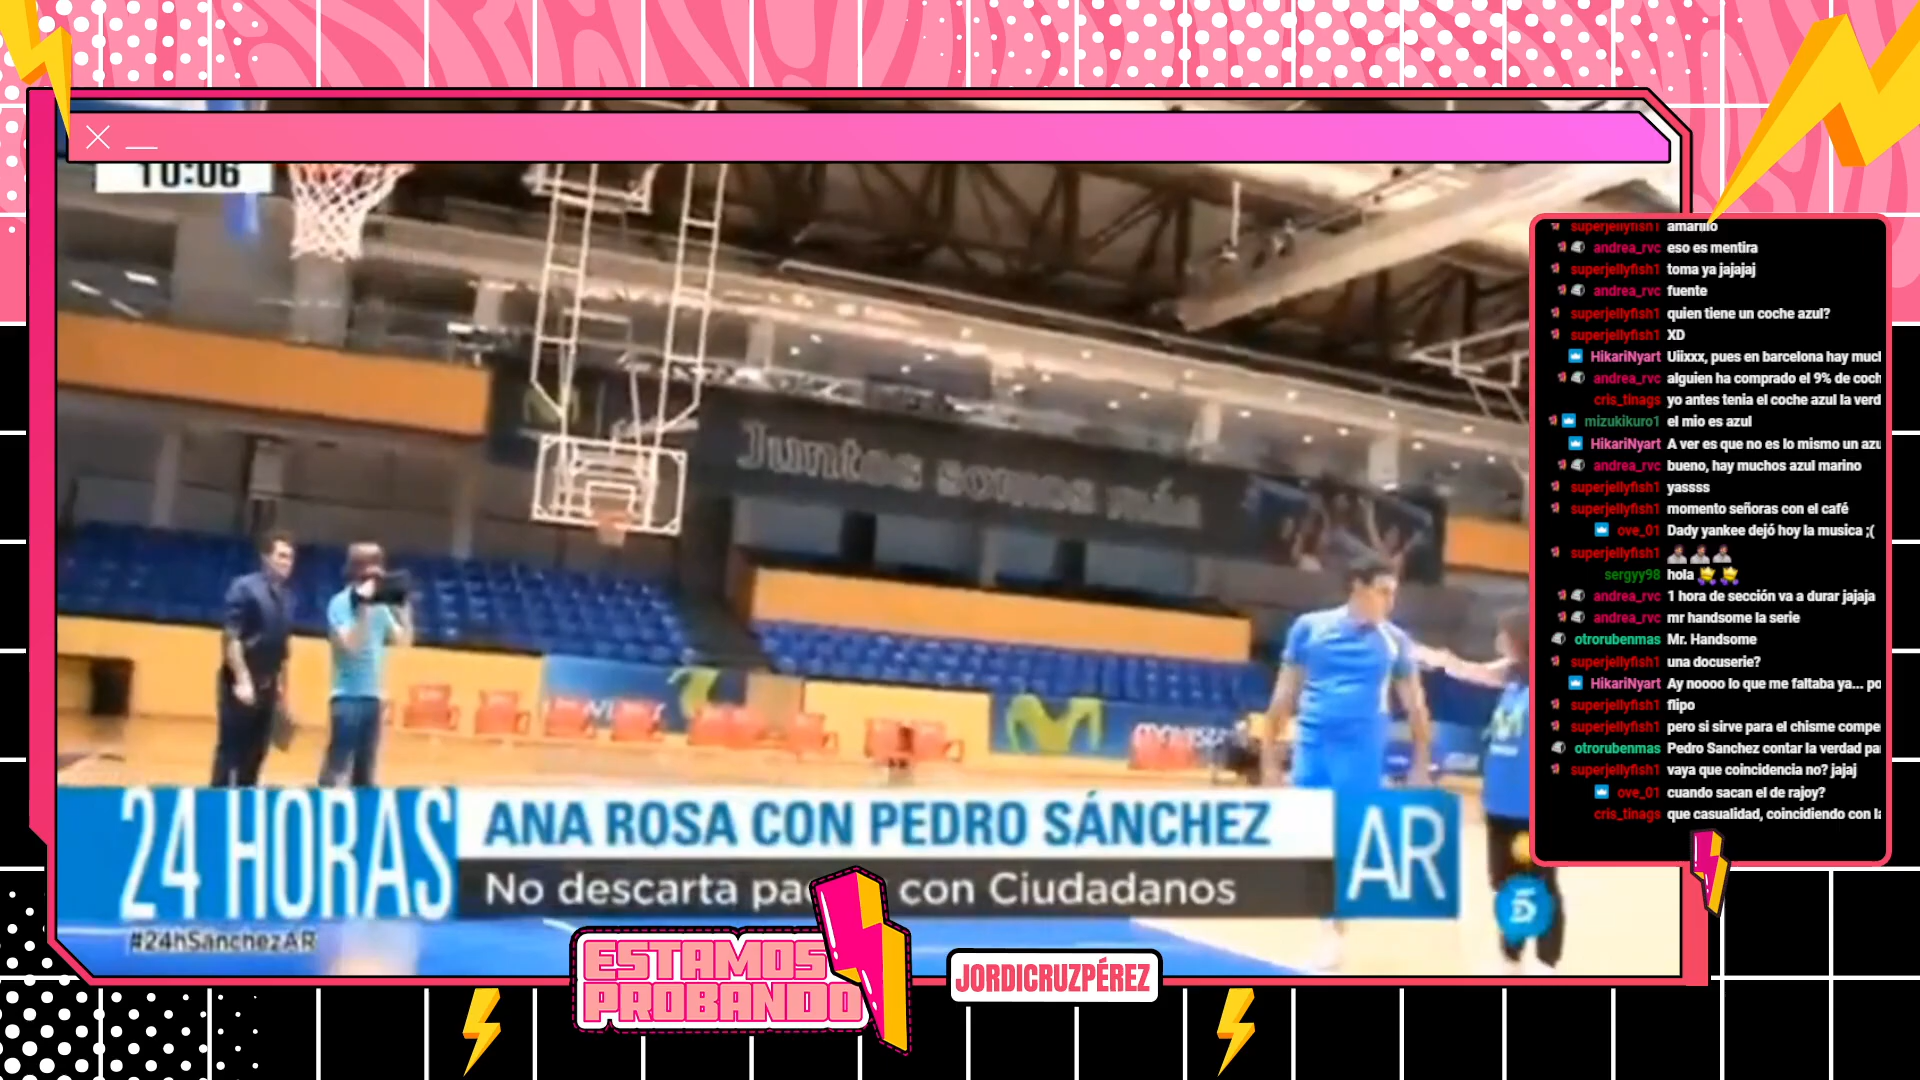 10:06
Juntos somos más
movistar
24 HORAS
ANA ROSA CON PEDRO SÁNCHEZ
No descarta pa con Ciudadanos
AR
#24hSánchezAR
5
ESTAMOS
PROBANDO
JORDICRUZPÉREZ
superjellyfish1 amarillo
andrea_rvc eso es mentira
superjellyfish1 toma ya jajajaj
andrea_rvc fuente
superjellyfish1 quien tiene un coche azul?
superjellyfish1 XD
HikariNyart Uiixxx, pues en barcelona hay mucl
andrea_rvc alguien ha comprado el 9% de coch
cris_tinags yo antes tenia el coche azul la verd
mizukikuro1 el mio es azul
HikariNyart A ver es que no es lo mismo un azu
andrea_rvc bueno, hay muchos azul marino
superjellyfish1 yassss
superjellyfish1 momento señoras con el café
ove_01 Dady yankee dejó hoy la musica ;(
superjellyfish1
sergyy98 hola
andrea_rvc 1 hora de sección va a durar jajaja
andrea_rvc mr handsome la serie
otrorubenmas Mr. Handsome
superjellyfish1 una docuserie?
HikariNyart Ay noooo lo que me faltaba ya... po
superjellyfish1 flipo
superjellyfish1 pero si sirve para el chisme compe
otrorubenmas Pedro Sanchez contar la verdad pa
superjellyfish1 vaya que coincidencia no? jajaj
ove_01 cuando sacan el de rajoy?
cris_tinags que casualidad, coincidiendo con la